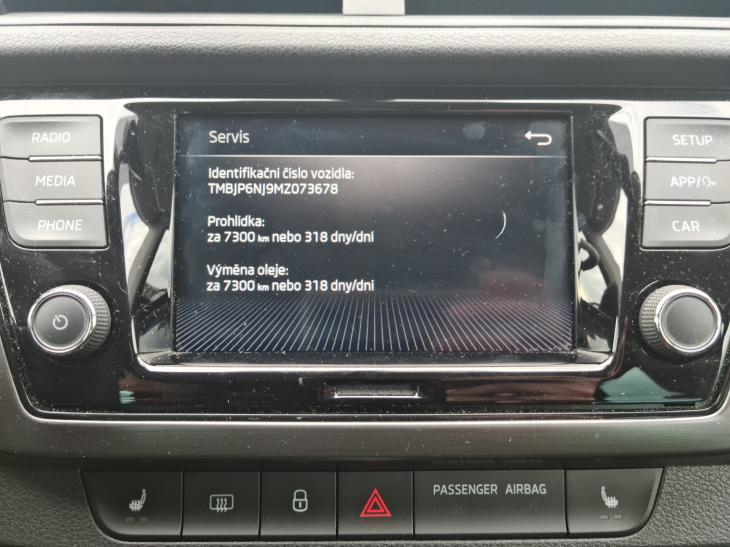 Servis
RADIO
MEDIA
PHONE
Identifikační číslo vozidla:
TMBJP6NJ9MZ073678
Prohlídka:
za 7300 km nebo 318 dny/dní
Výměna oleje:
za 7300 km nebo 318 dny/dní
SETUP
APP/
CAR
PASSENGER AIRBAG